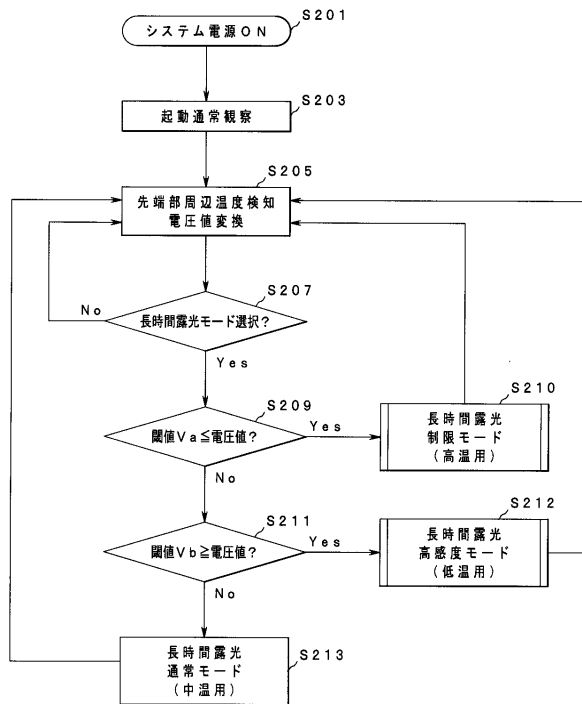 S201
システム電源ON
S203
起動通常観察
S205
先端部周辺温度検知
電圧値変換
S207
No
長時間露光モード選択？
Yes
S209
閾値Va≦電圧値？
Yes
No
S210
長時間露光
制限モード
(高温用)
S211
閾値Vb≧電圧値？
Yes
No
S212
長時間露光
高感度モード
(低温用)
長時間露光
通常モード
(中温用)
S213